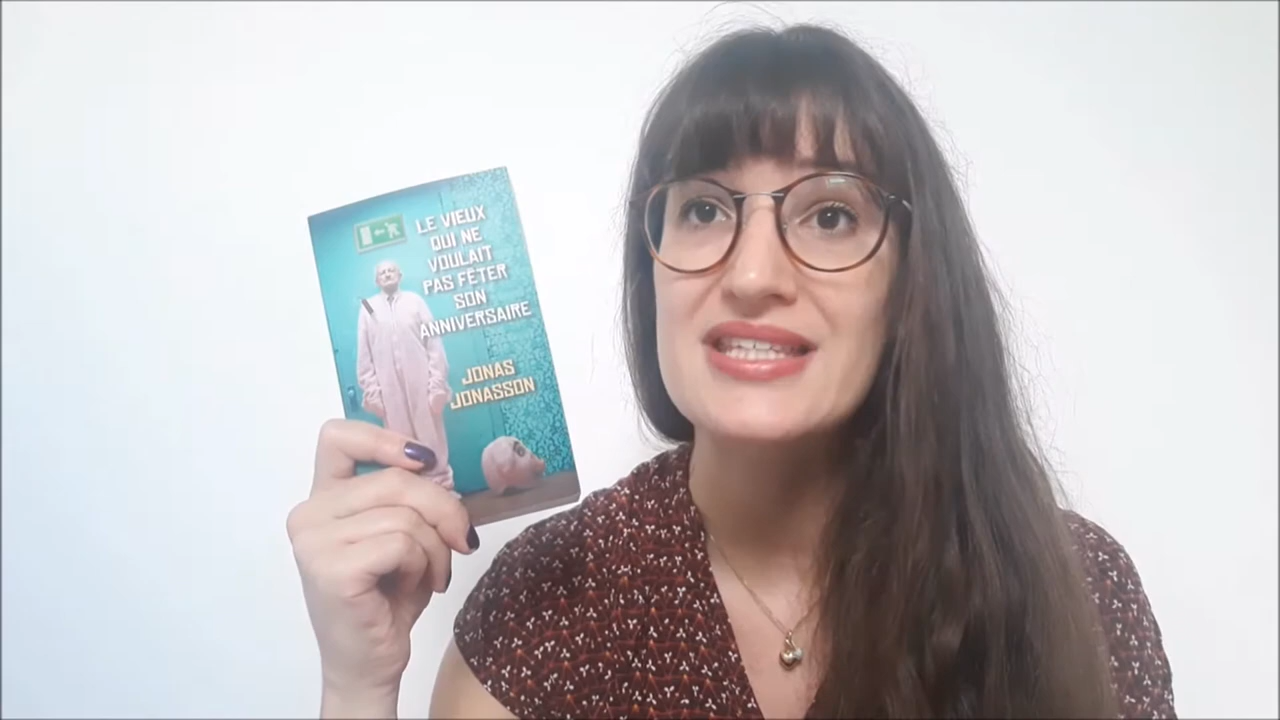 LE VIEUX
QUI NE
VOULAIT
PAS FÊTER
SON
ANNIVERSAIRE
JONAS
JONASSON